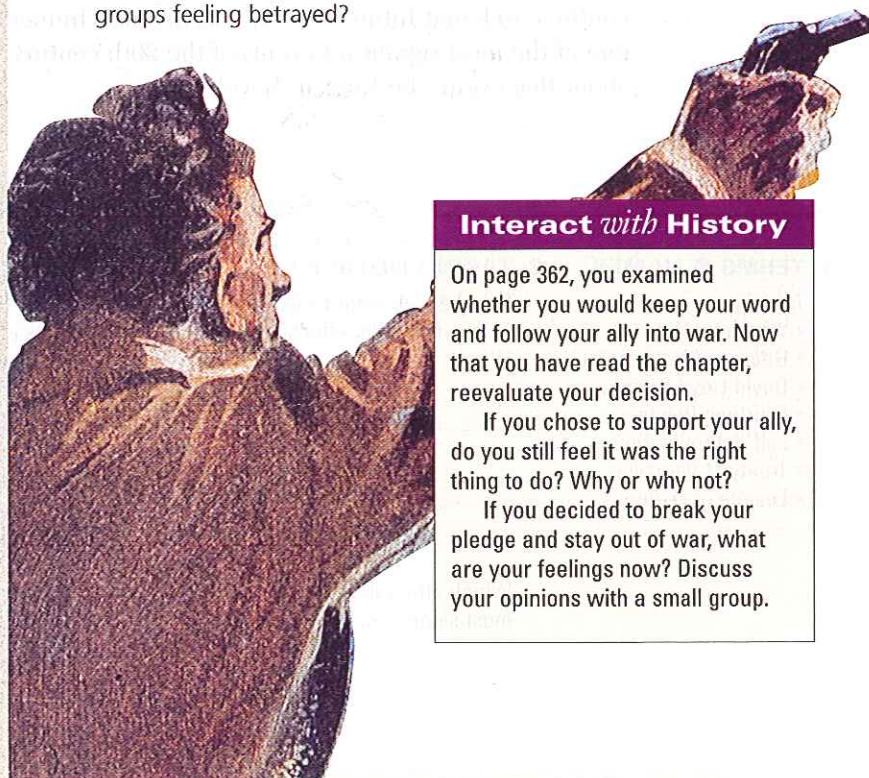 groups feeling betrayed?
Interact with History
On page 362, you examined
whether you would keep your word
and follow your ally into war. Now
that you have read the chapter,
reevaluate your decision.
If you chose to support your ally,
do you still feel it was the right
thing to do? Why or why not?
If you decided to break your
pledge and stay out of war, what
are your feelings now? Discuss
your opinions with a small group.